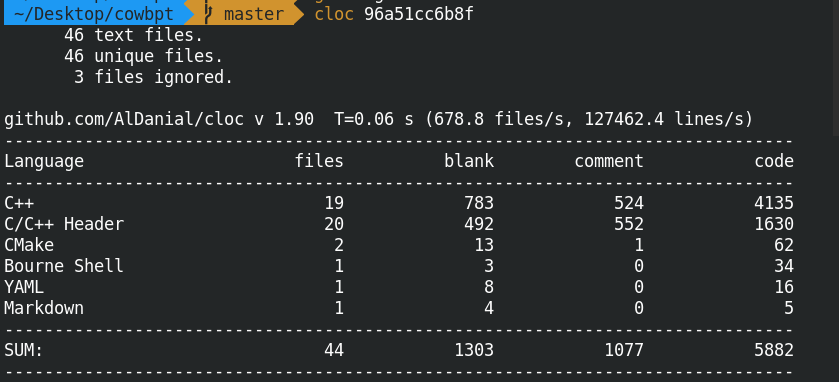 ~/Desktop/cowbpt master cloc 96a51cc6b8f
46 text files.
46 unique files.
3 files ignored.
github.com/AlDanial/cloc v 1.90 T=0.06 s (678.8 files/s, 127462.4 lines/s)
-------------------------------------------------------------------------------
Language files blank comment code
-------------------------------------------------------------------------------
C++ 19 783 524 4135
C/C++ Header 20 492 552 1630
CMake 2 13 1 62
Bourne Shell 1 3 0 34
YAML 1 8 0 16
Markdown 1 4 0 5
-------------------------------------------------------------------------------
SUM: 44 1303 1077 5882
-------------------------------------------------------------------------------